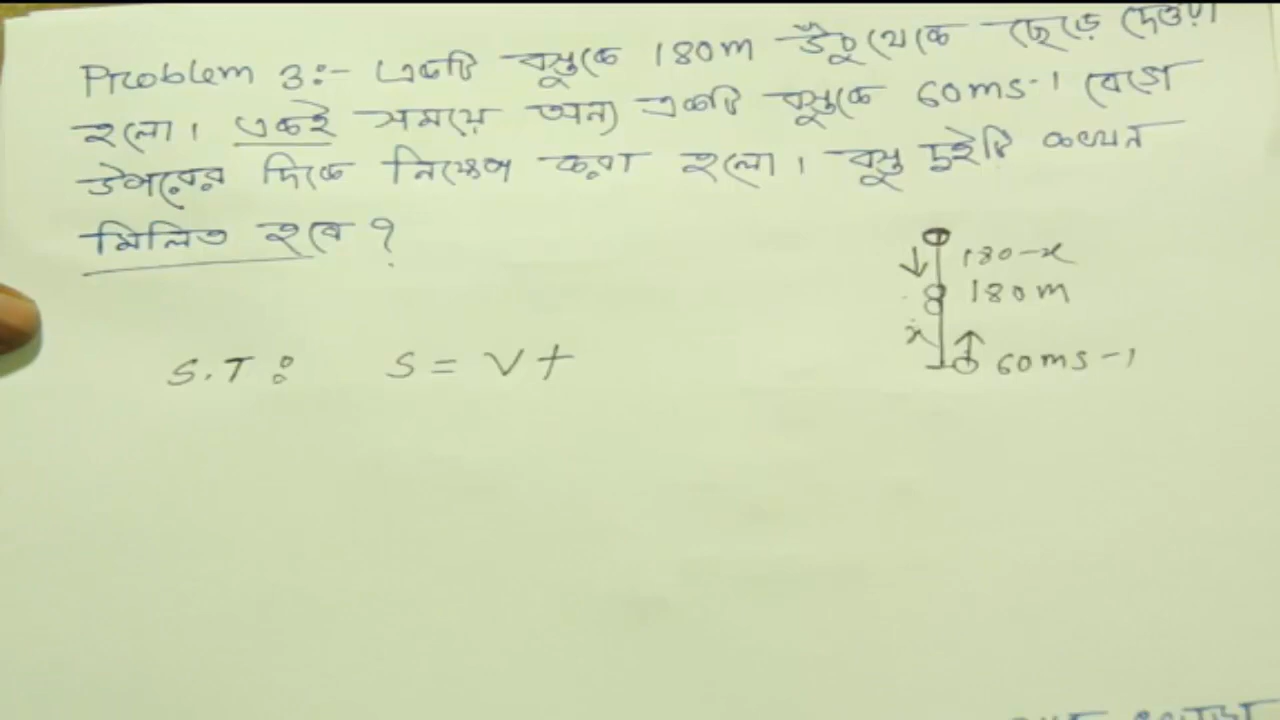 Problem 3:- একটি বস্তুকে 180m উঁচু থেকে ছেড়ে দেওয়া
হলো। একই সময়ে অন্য একটি বস্তুকে 60ms-1 বেগে
উপরের দিকে নিক্ষেপ করা হলো। বস্তু দুইটি কখন
মিলিত হবে ?
180-x
180m
x
60ms-1
S.T: S = Vt